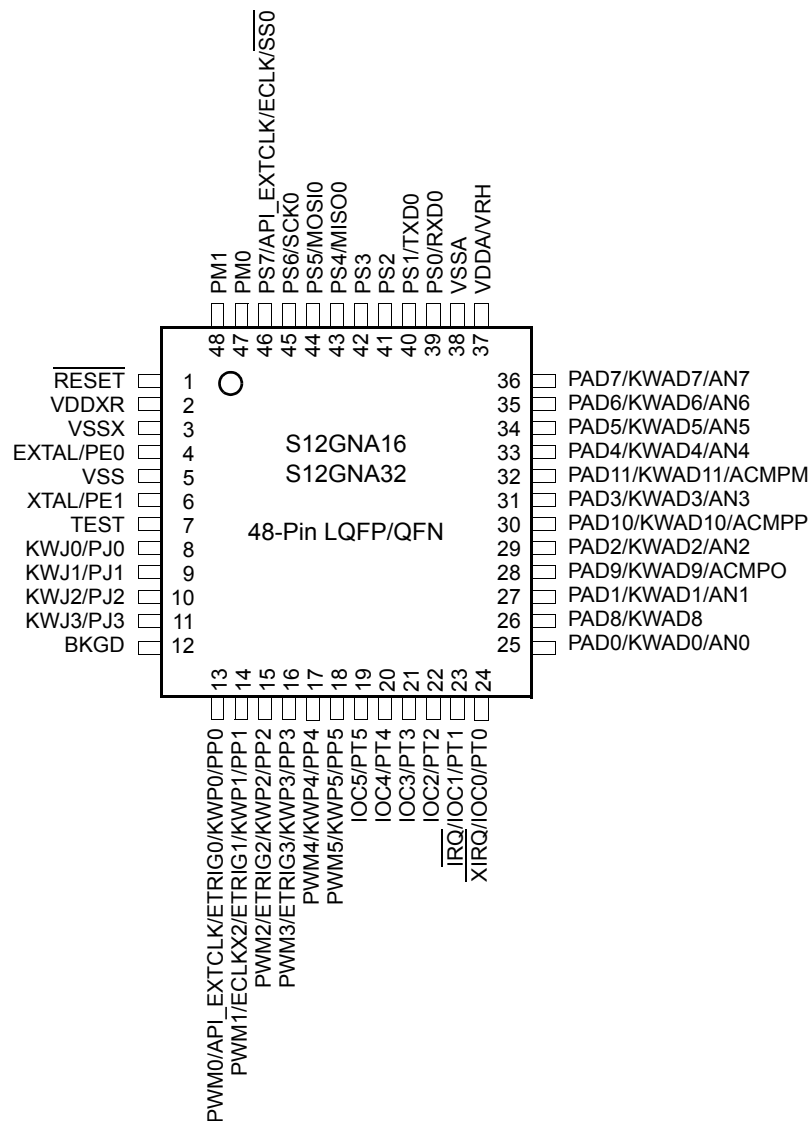 PM1
PM0
PS7/API_EXTCLK/ECLK/SS0
PS6/SCK0
PS5/MOSI0
PS4/MISO0
PS3
PS2
PS1/TXD0
PS0/RXD0
VSSA
VDDA/VRH
48
47
46
45
44
43
42
41
40
39
38
37
RESET 1
VDDXR 2
VSSX 3
EXTAL/PE0 4
VSS 5
XTAL/PE1 6
TEST 7
KWJ0/PJ0 8
KWJ1/PJ1 9
KWJ2/PJ2 10
KWJ3/PJ3 11
BKGD 12
S12GNA16
S12GNA32
48-Pin LQFP/QFN
36 PAD7/KWAD7/AN7
35 PAD6/KWAD6/AN6
34 PAD5/KWAD5/AN5
33 PAD4/KWAD4/AN4
32 PAD11/KWAD11/ACMPM
31 PAD3/KWAD3/AN3
30 PAD10/KWAD10/ACMPP
29 PAD2/KWAD2/AN2
28 PAD9/KWAD9/ACMPO
27 PAD1/KWAD1/AN1
26 PAD8/KWAD8
25 PAD0/KWAD0/AN0
13
14
15
16
17
18
19
20
21
22
23
24
PWM0/API_EXTCLK/ETRIG0/KWP0/PP0
PWM1/ECLKX2/ETRIG1/KWP1/PP1
PWM2/ETRIG2/KWP2/PP2
PWM3/ETRIG3/KWP3/PP3
PWM4/KWP4/PP4
PWM5/KWP5/PP5
IOC5/PT5
IOC4/PT4
IOC3/PT3
IOC2/PT2
IRQ/IOC1/PT1
XIRQ/IOC0/PT0